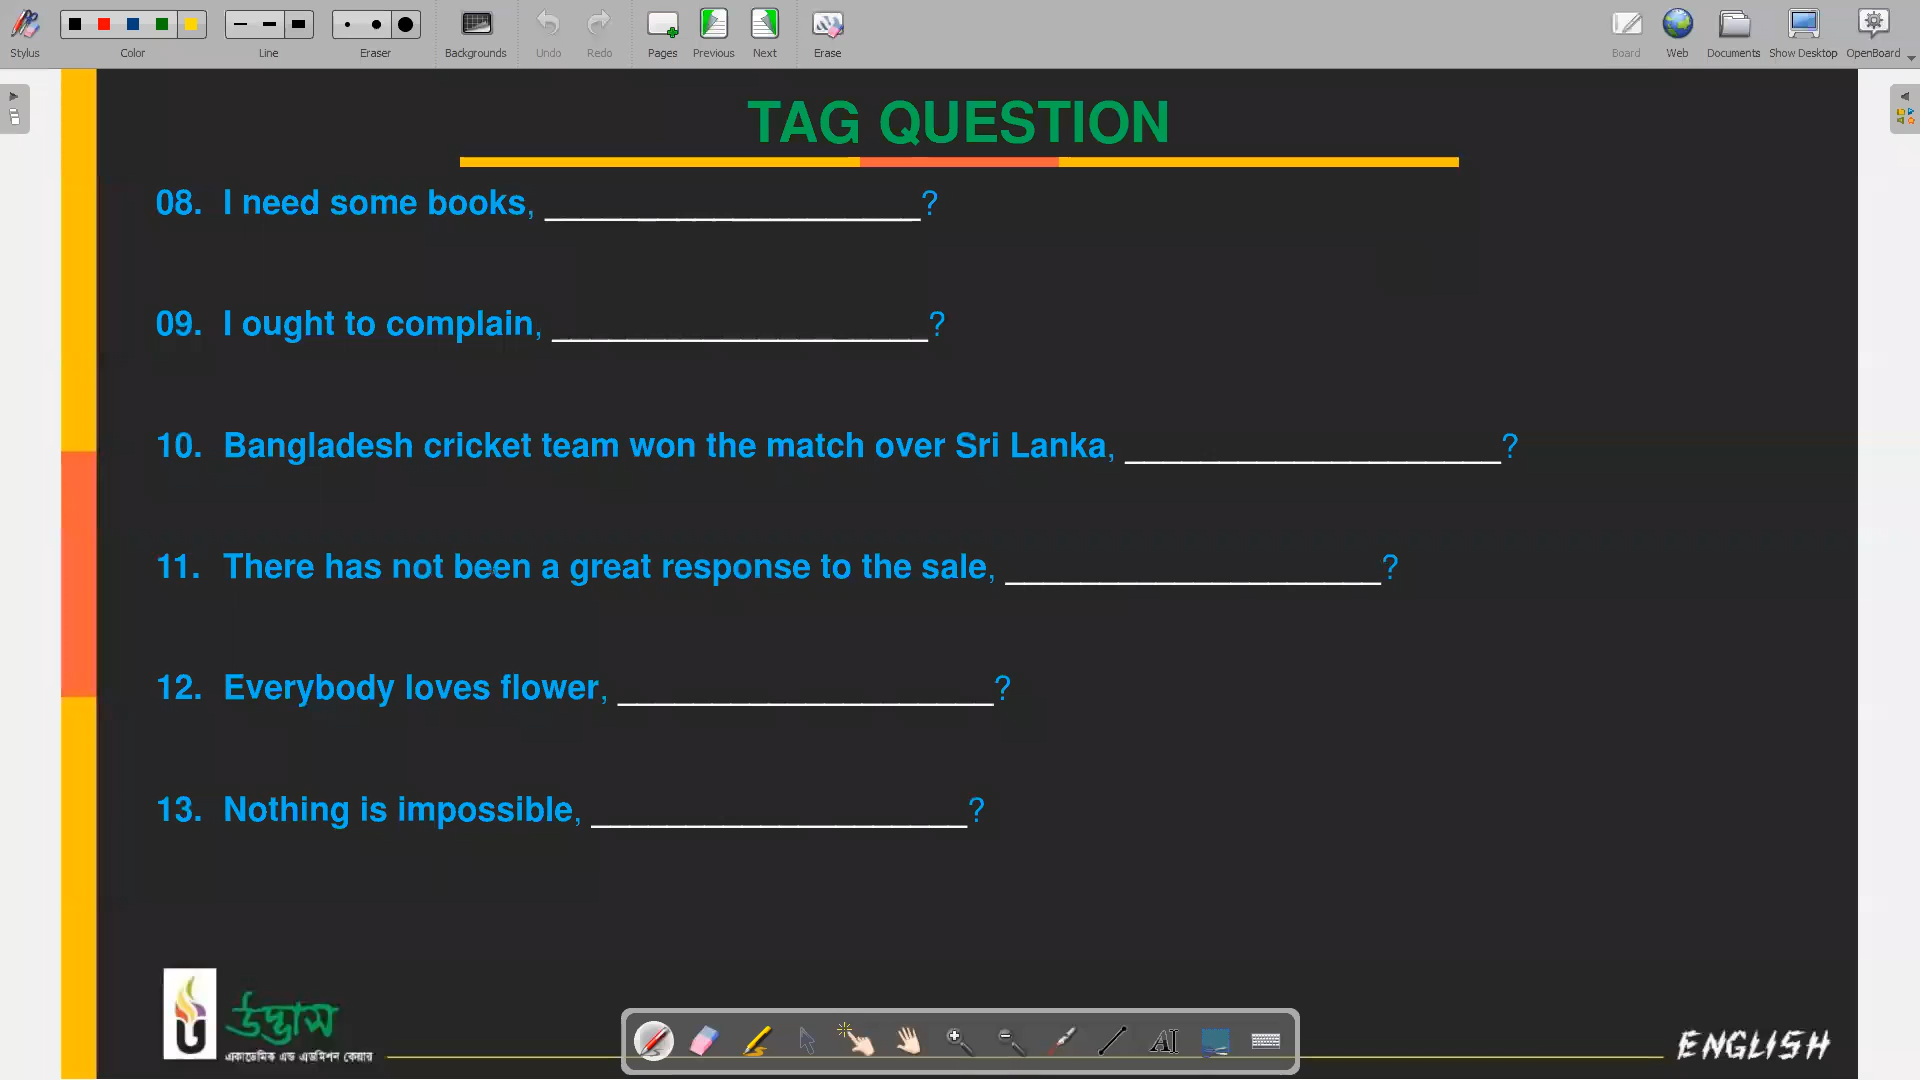 Stylus Color Line Eraser Backgrounds Undo Redo Pages Previous Next Erase Board Web Documents Show Desktop OpenBoard
TAG QUESTION
08. I need some books, ____________________?
09. I ought to complain, ____________________?
10. Bangladesh cricket team won the match over Sri Lanka, ____________________?
11. There has not been a great response to the sale, ____________________?
12. Everybody loves flower, ____________________?
13. Nothing is impossible, ____________________?
উদ্ভাস
একাডেমিক এন্ড এডমিশন কেয়ার
AI
ENGLISH